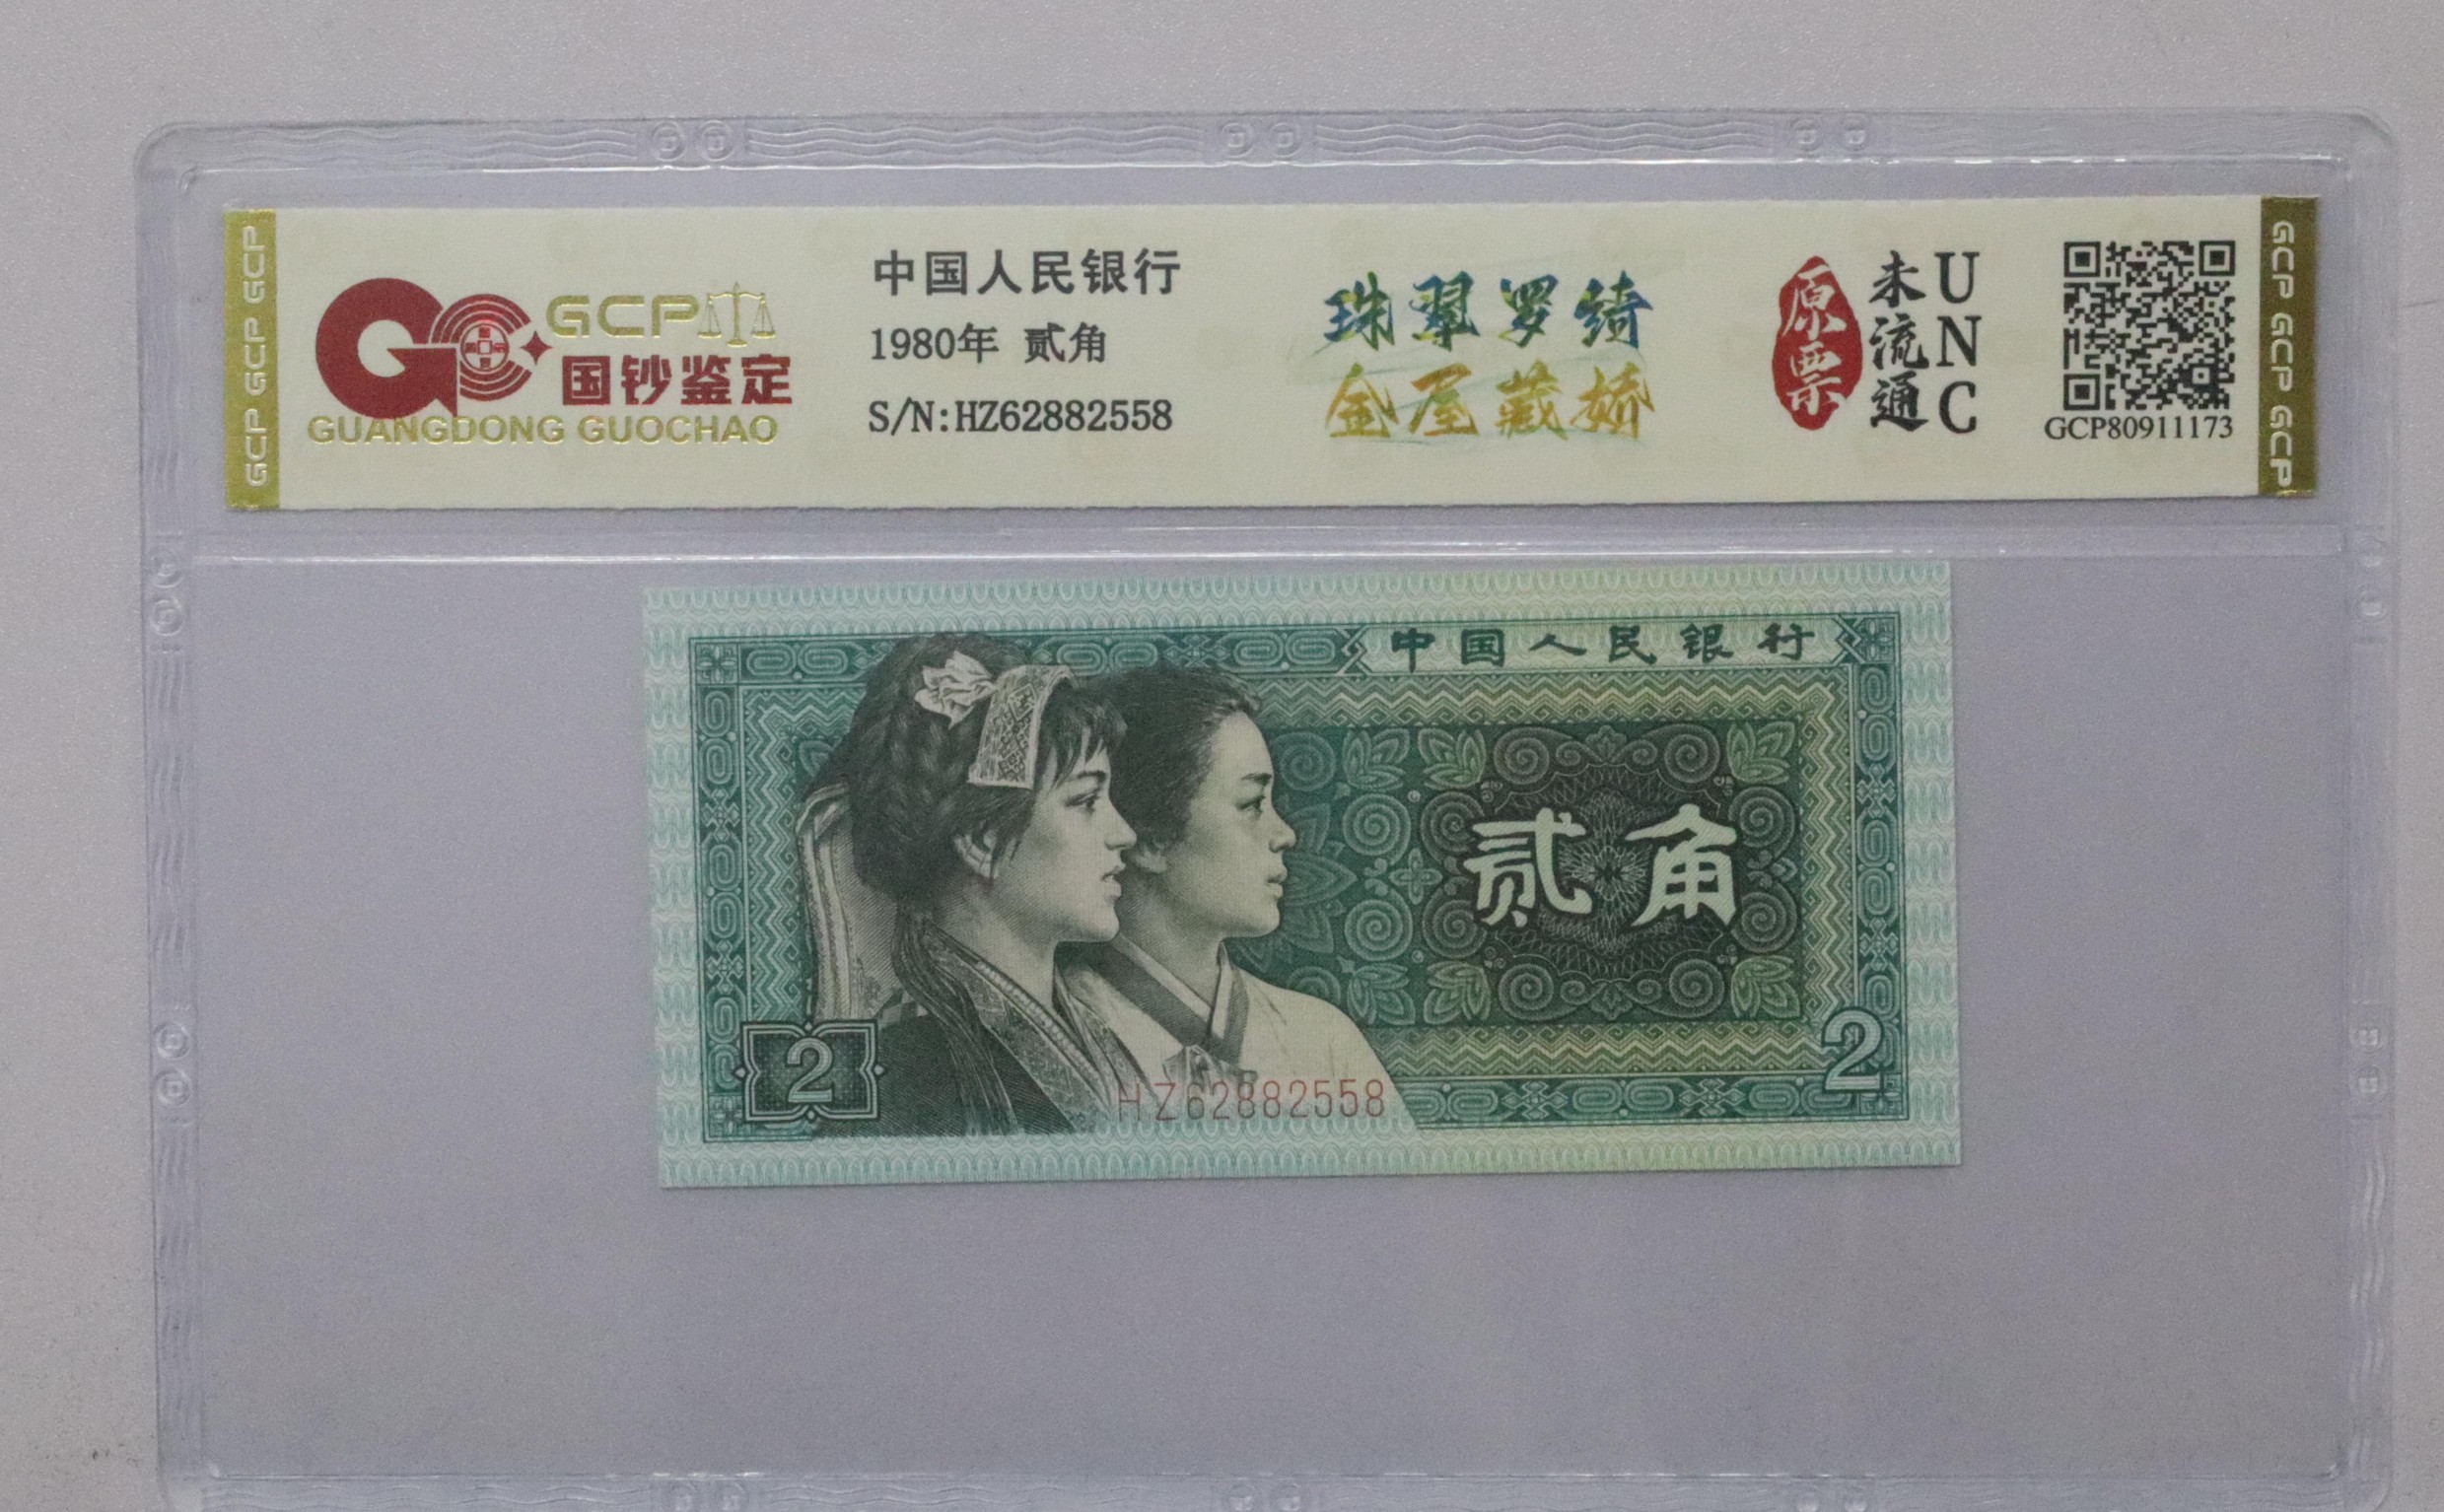 GCP GCP GCP
GCP
国钞鉴定
GUANGDONG GUOCHAO
中国人民银行
1980年 贰角
S/N:HZ62882558
珠翠罗绮
金屋藏娇
原票
未流通
UNC
GCP80911173
GCP GCP GCP
中国人民银行
贰角
2
2
HZ62882558